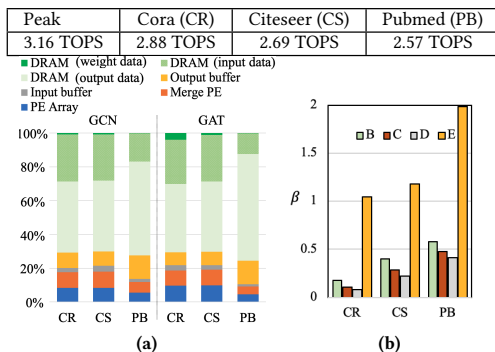 Peak Cora (CR) Citeseer (CS) Pubmed (PB)
3.16 TOPS 2.88 TOPS 2.69 TOPS 2.57 TOPS
DRAM (weight data) DRAM (input data)
DRAM (output data) Output buffer
Input buffer Merge PE
PE Array
GCN GAT
100%
80%
60%
40%
20%
0%
CR CS PB CR CS PB
(a)
B C D E
2
1.5
1
0.5
0
β
CR CS PB
(b)